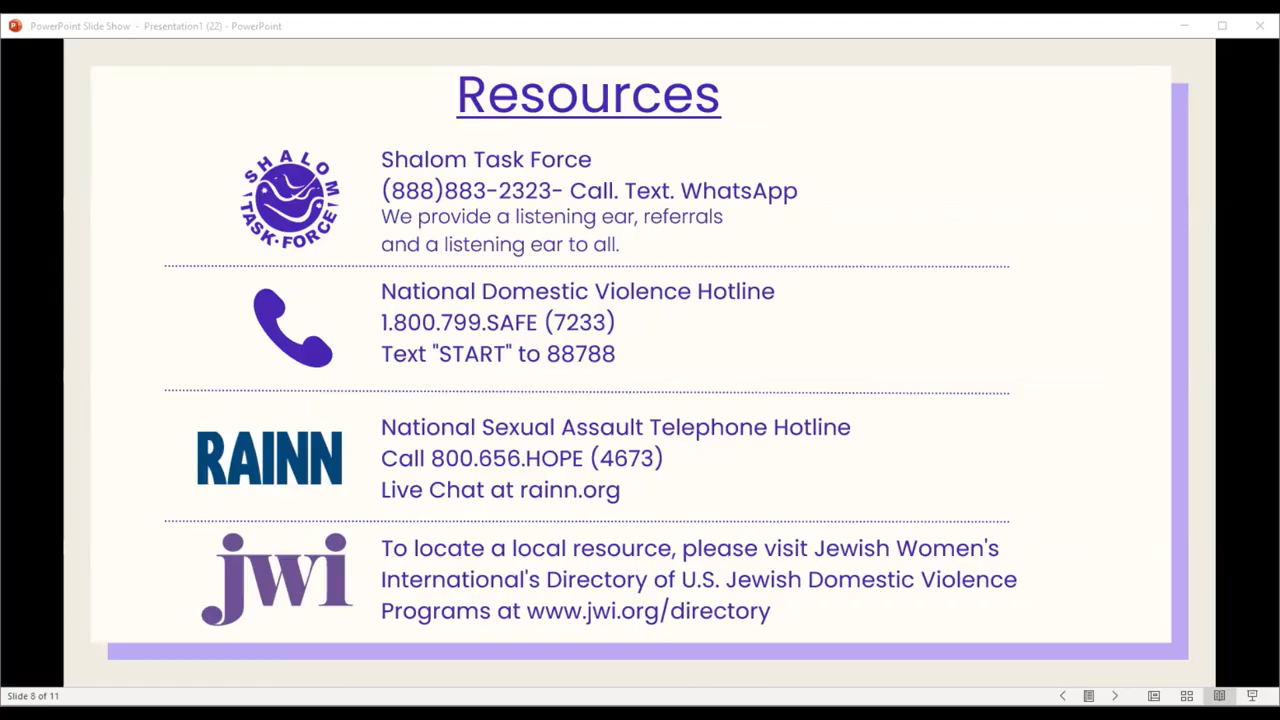 PowerPoint Slide Show - Presentation1 (22) - PowerPoint
Resources
SHALOM
TASK·FORCE
Shalom Task Force
(888)883-2323- Call. Text. WhatsApp
We provide a listening ear, referrals
and a listening ear to all.
National Domestic Violence Hotline
1.800.799.SAFE (7233)
Text "START" to 88788
RAINN
National Sexual Assault Telephone Hotline
Call 800.656.HOPE (4673)
Live Chat at rainn.org
jwi
To locate a local resource, please visit Jewish Women's
International's Directory of U.S. Jewish Domestic Violence
Programs at www.jwi.org/directory
Slide 8 of 11